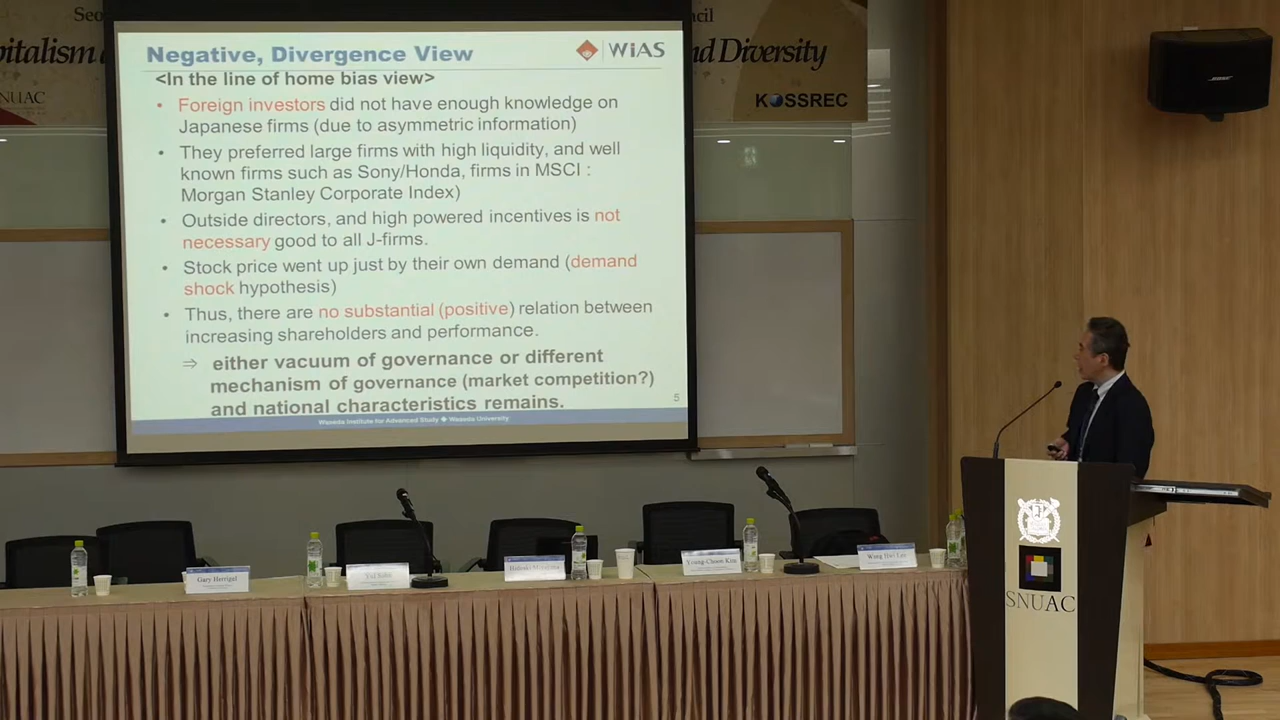 Seo
cil
pitalism
nd Diversity
NUAC
KOSSREC
BOSE
Negative, Divergence View
WiAS
<In the line of home bias view>
• Foreign investors did not have enough knowledge on
Japanese firms (due to asymmetric information)
• They preferred large firms with high liquidity, and well
known firms such as Sony/Honda, firms in MSCI :
Morgan Stanley Corporate Index)
• Outside directors, and high powered incentives is not
necessary good to all J-firms.
• Stock price went up just by their own demand (demand
shock hypothesis)
• Thus, there are no substantial (positive) relation between
increasing shareholders and performance.
⇒ either vacuum of governance or different
mechanism of governance (market competition?)
and national characteristics remains.
5
Waseda Institute for Advanced Study ◆ Waseda University
Gary Herrigel
Young-Choon Kim
Wang Hwi Lee
SNUAC